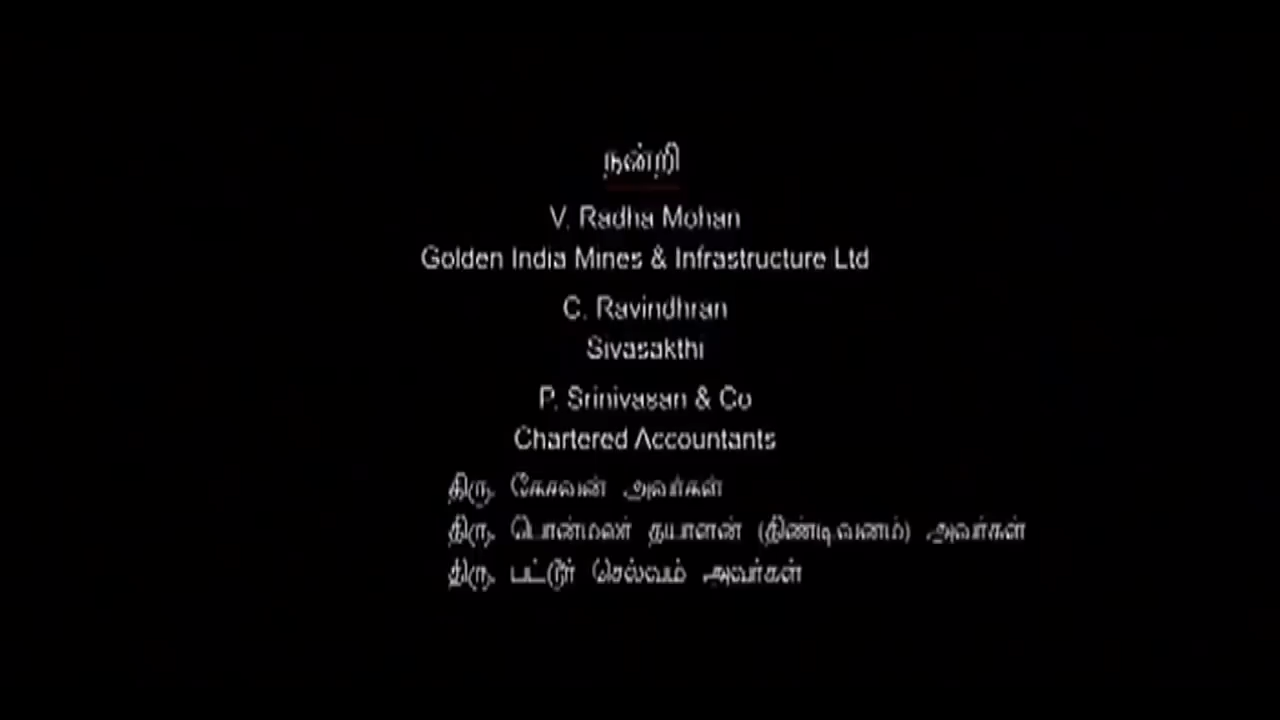 நன்றி
V. Radha Mohan
Golden India Mines & Infrastructure Ltd
C. Ravindhran
Sivasakthi
P. Srinivasan & Co
Chartered Accountants
திரு. கேசவன் அவர்கள்
திரு. பொன்மலர் தயாளன் (திண்டிவனம்) அவர்கள்
திரு. பட்டூர் செல்வம் அவர்கள்